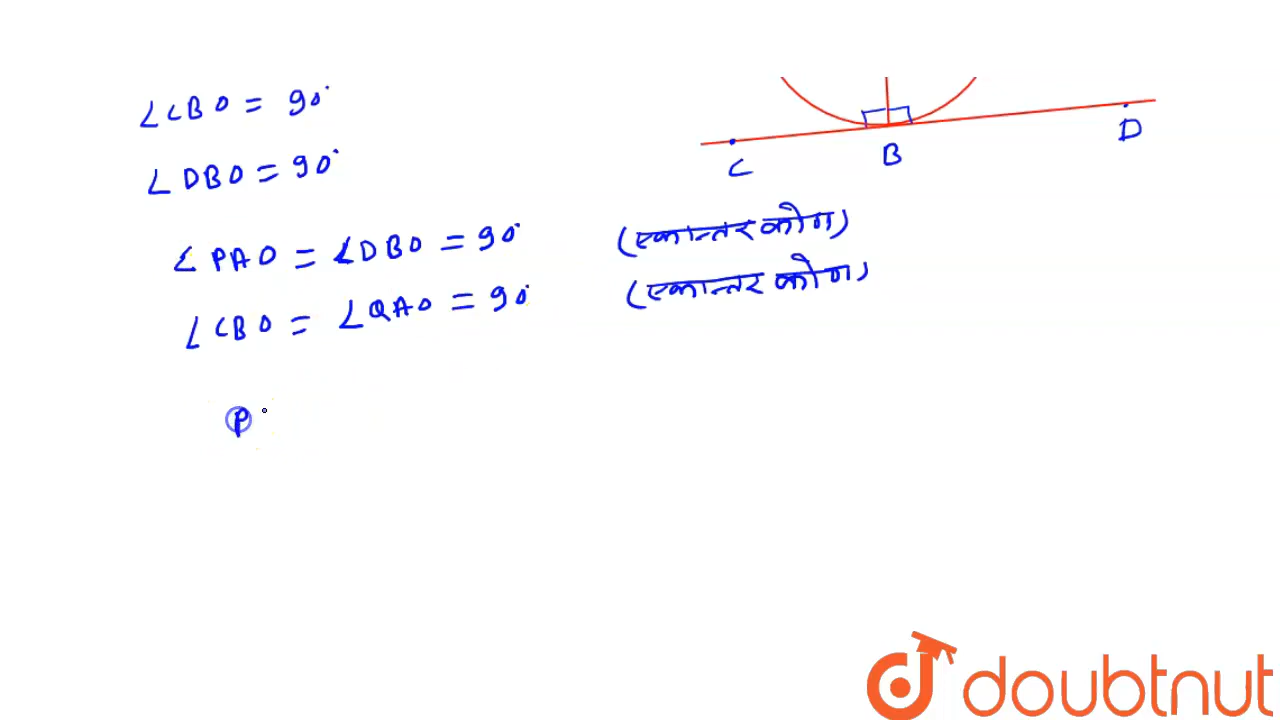 ∠CBO = 90°
∠DBO = 90°
C
B
D
∠PAO = ∠DBO = 90° (एकान्तर कोण)
∠CBO = ∠QAO = 90° (एकान्तर कोण)
P
doubtnut